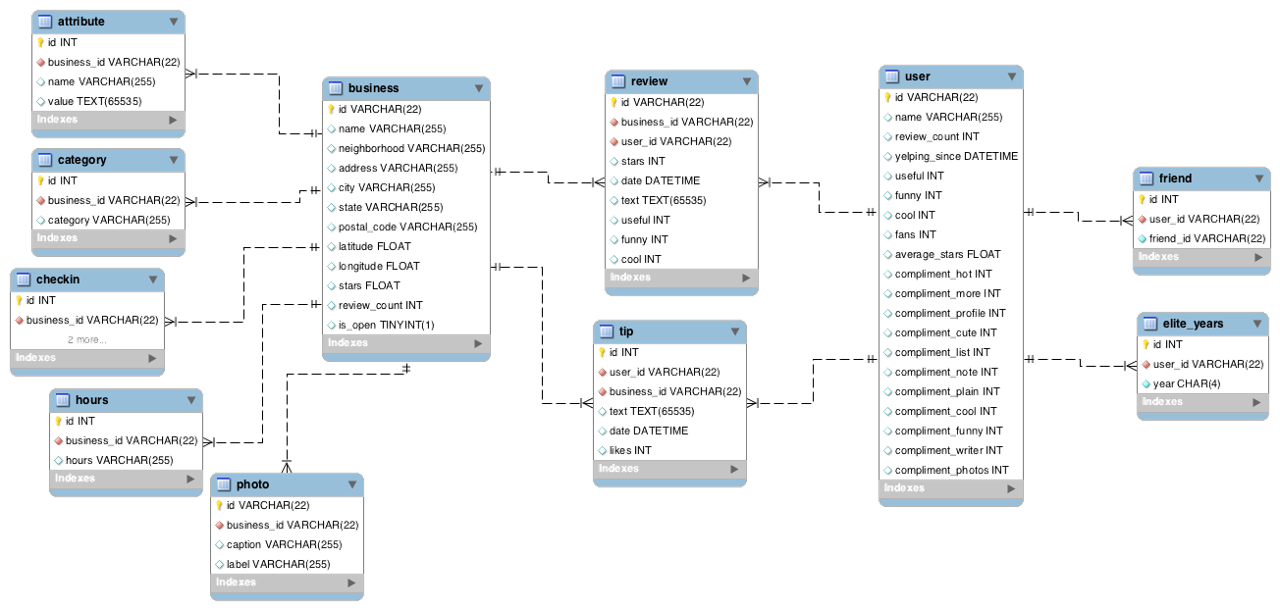 attribute
id INT
business_id VARCHAR(22)
name VARCHAR(255)
value TEXT(65535)
Indexes
category
id INT
business_id VARCHAR(22)
category VARCHAR(255)
Indexes
checkin
id INT
business_id VARCHAR(22)
2 more...
Indexes
hours
id INT
business_id VARCHAR(22)
hours VARCHAR(255)
Indexes
photo
id VARCHAR(22)
business_id VARCHAR(22)
caption VARCHAR(255)
label VARCHAR(255)
Indexes
business
id VARCHAR(22)
name VARCHAR(255)
neighborhood VARCHAR(255)
address VARCHAR(255)
city VARCHAR(255)
state VARCHAR(255)
postal_code VARCHAR(255)
latitude FLOAT
longitude FLOAT
stars FLOAT
review_count INT
is_open TINYINT(1)
Indexes
review
id VARCHAR(22)
business_id VARCHAR(22)
user_id VARCHAR(22)
stars INT
date DATETIME
text TEXT(65535)
useful INT
funny INT
cool INT
Indexes
tip
id INT
user_id VARCHAR(22)
business_id VARCHAR(22)
text TEXT(65535)
date DATETIME
likes INT
Indexes
user
id VARCHAR(22)
name VARCHAR(255)
review_count INT
yelping_since DATETIME
useful INT
funny INT
cool INT
fans INT
average_stars FLOAT
compliment_hot INT
compliment_more INT
compliment_profile INT
compliment_cute INT
compliment_list INT
compliment_note INT
compliment_plain INT
compliment_cool INT
compliment_funny INT
compliment_writer INT
compliment_photos INT
Indexes
friend
id INT
user_id VARCHAR(22)
friend_id VARCHAR(22)
Indexes
elite_years
id INT
user_id VARCHAR(22)
year CHAR(4)
Indexes